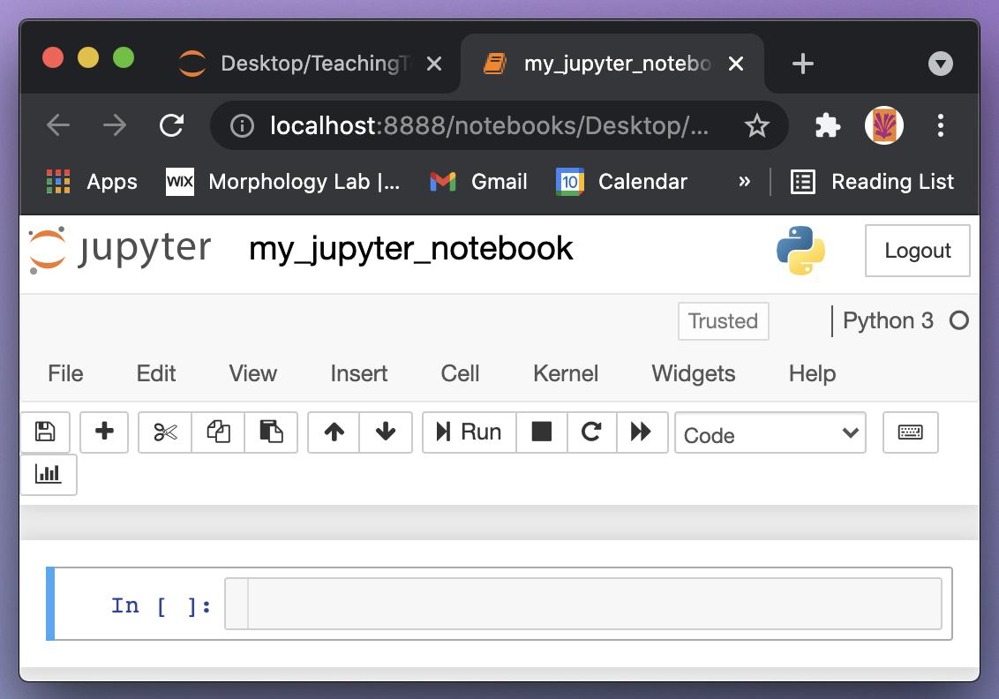 Desktop/TeachingT
my_jupyter_notebo
localhost:8888/notebooks/Desktop/...
Apps
WIX Morphology Lab |...
Gmail
10 Calendar
»
Reading List
jupyter my_jupyter_notebook
Logout
Trusted
Python 3
File Edit View Insert Cell Kernel Widgets Help
Run
Code
In [ ]: